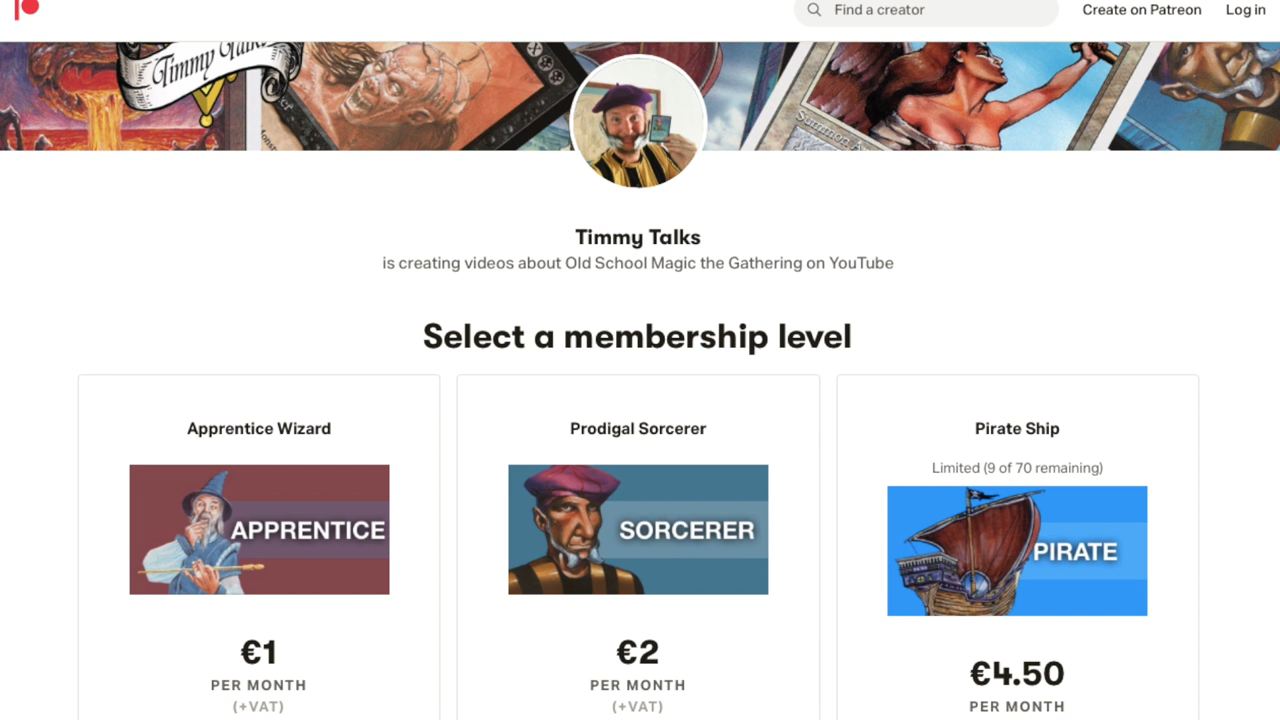 Find a creator
Create on Patreon
Log in
Timmy Talks
Summon A
Timmy Talks
is creating videos about Old School Magic the Gathering on YouTube
Select a membership level
Apprentice Wizard
Prodigal Sorcerer
Pirate Ship
Limited (9 of 70 remaining)
APPRENTICE
SORCERER
PIRATE
€1
€2
€4.50
PER MONTH
PER MONTH
PER MONTH
(+VAT)
(+VAT)